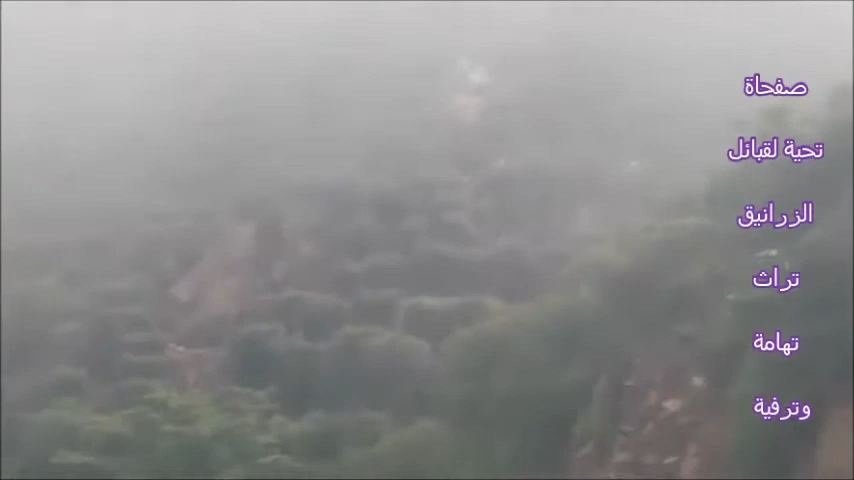 صفحاة
تحية لقبائل
الزرانيق
تراث
تهامة
وترفية